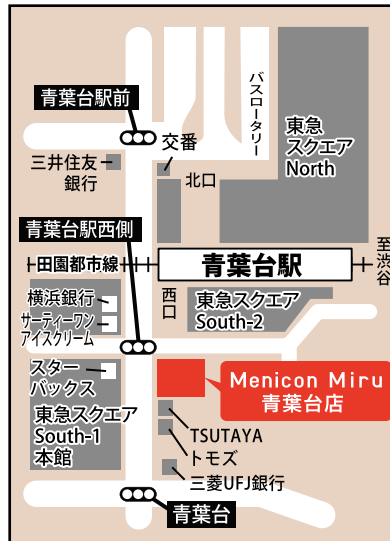 青葉台駅前
バスロータリー
東急
スクエア
North
交番
三井住友
銀行
北口
青葉台駅西側
田園都市線
青葉台駅
至渋谷
横浜銀行
西口
東急スクエア
South-2
サーティーワン
アイスクリーム
スター
バックス
Menicon Miru
青葉台店
東急スクエア
South-1
本館
TSUTAYA
トモズ
三菱UFJ銀行
青葉台